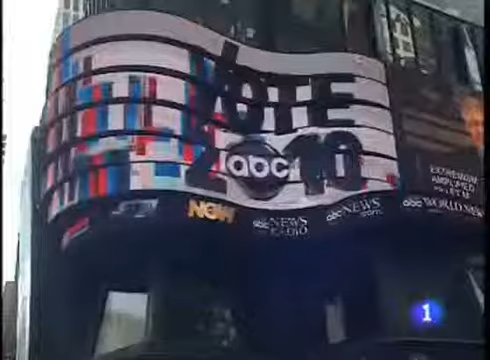 VOTE
2010
abc
NOW
abc NEWS RADIO
abc NEWS .com
abc WORLD NEWS
1